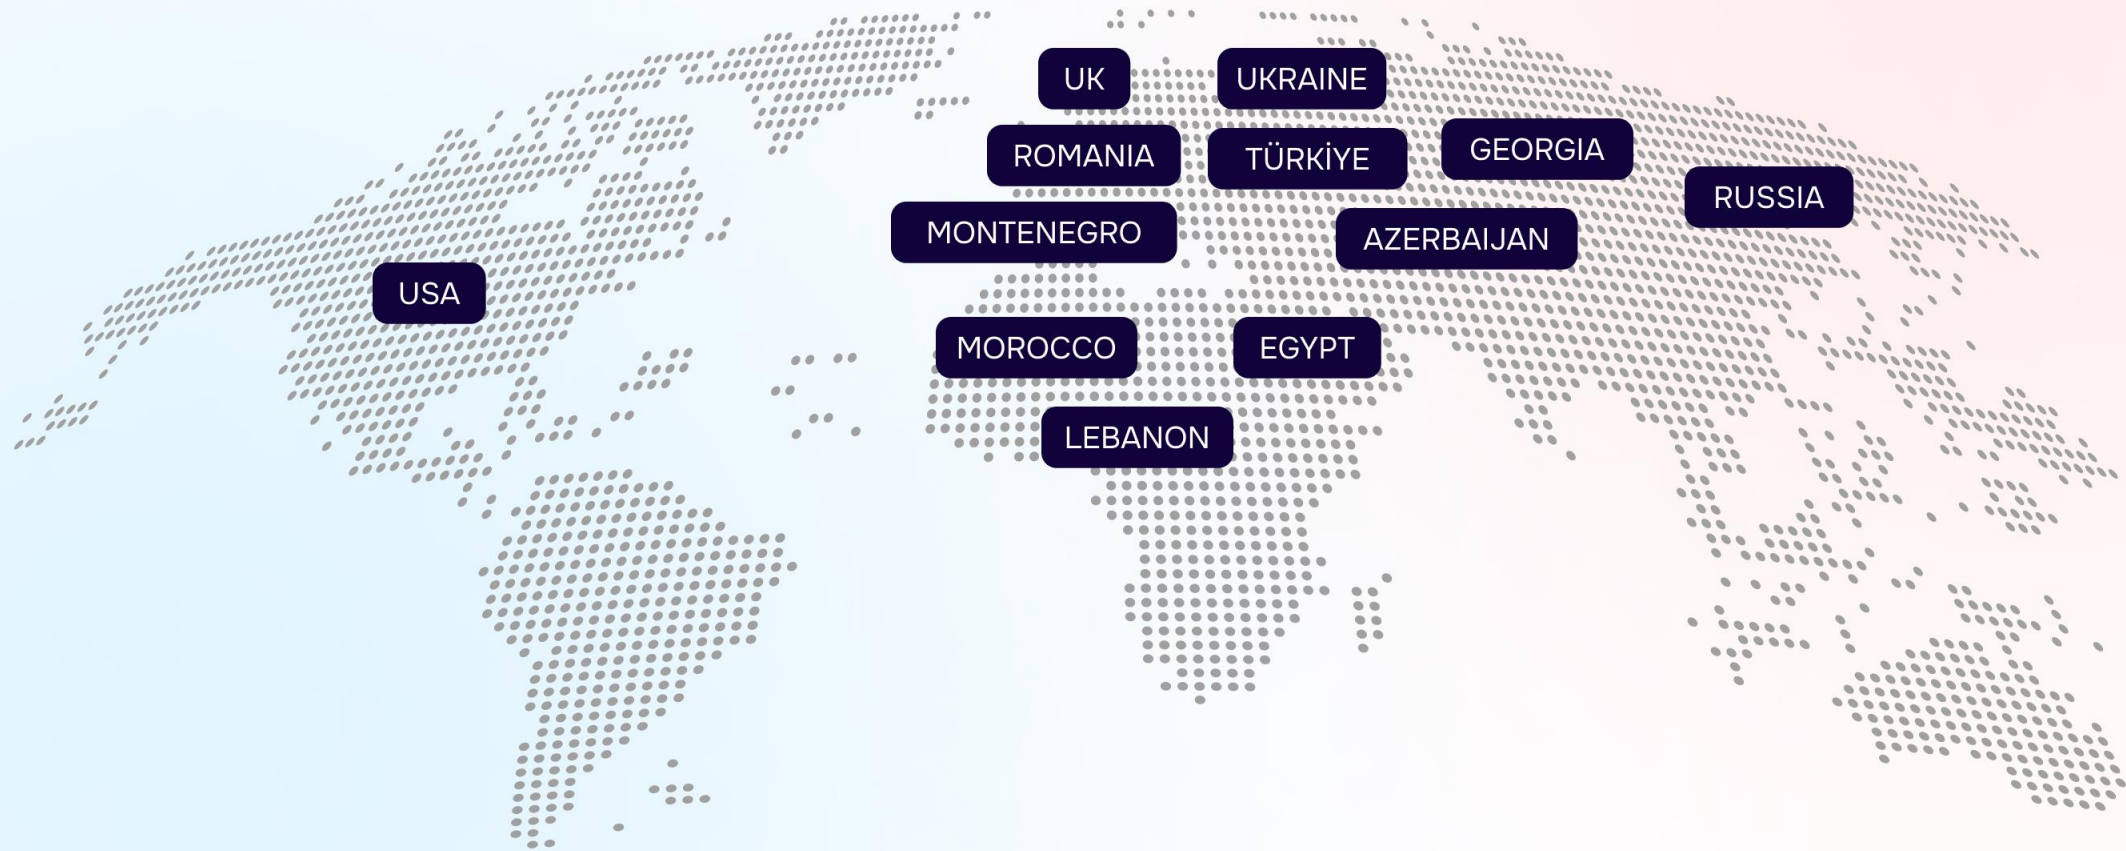 UK
UKRAINE
ROMANIA
TÜRKİYE
GEORGIA
RUSSIA
MONTENEGRO
AZERBAIJAN
USA
MOROCCO
EGYPT
LEBANON